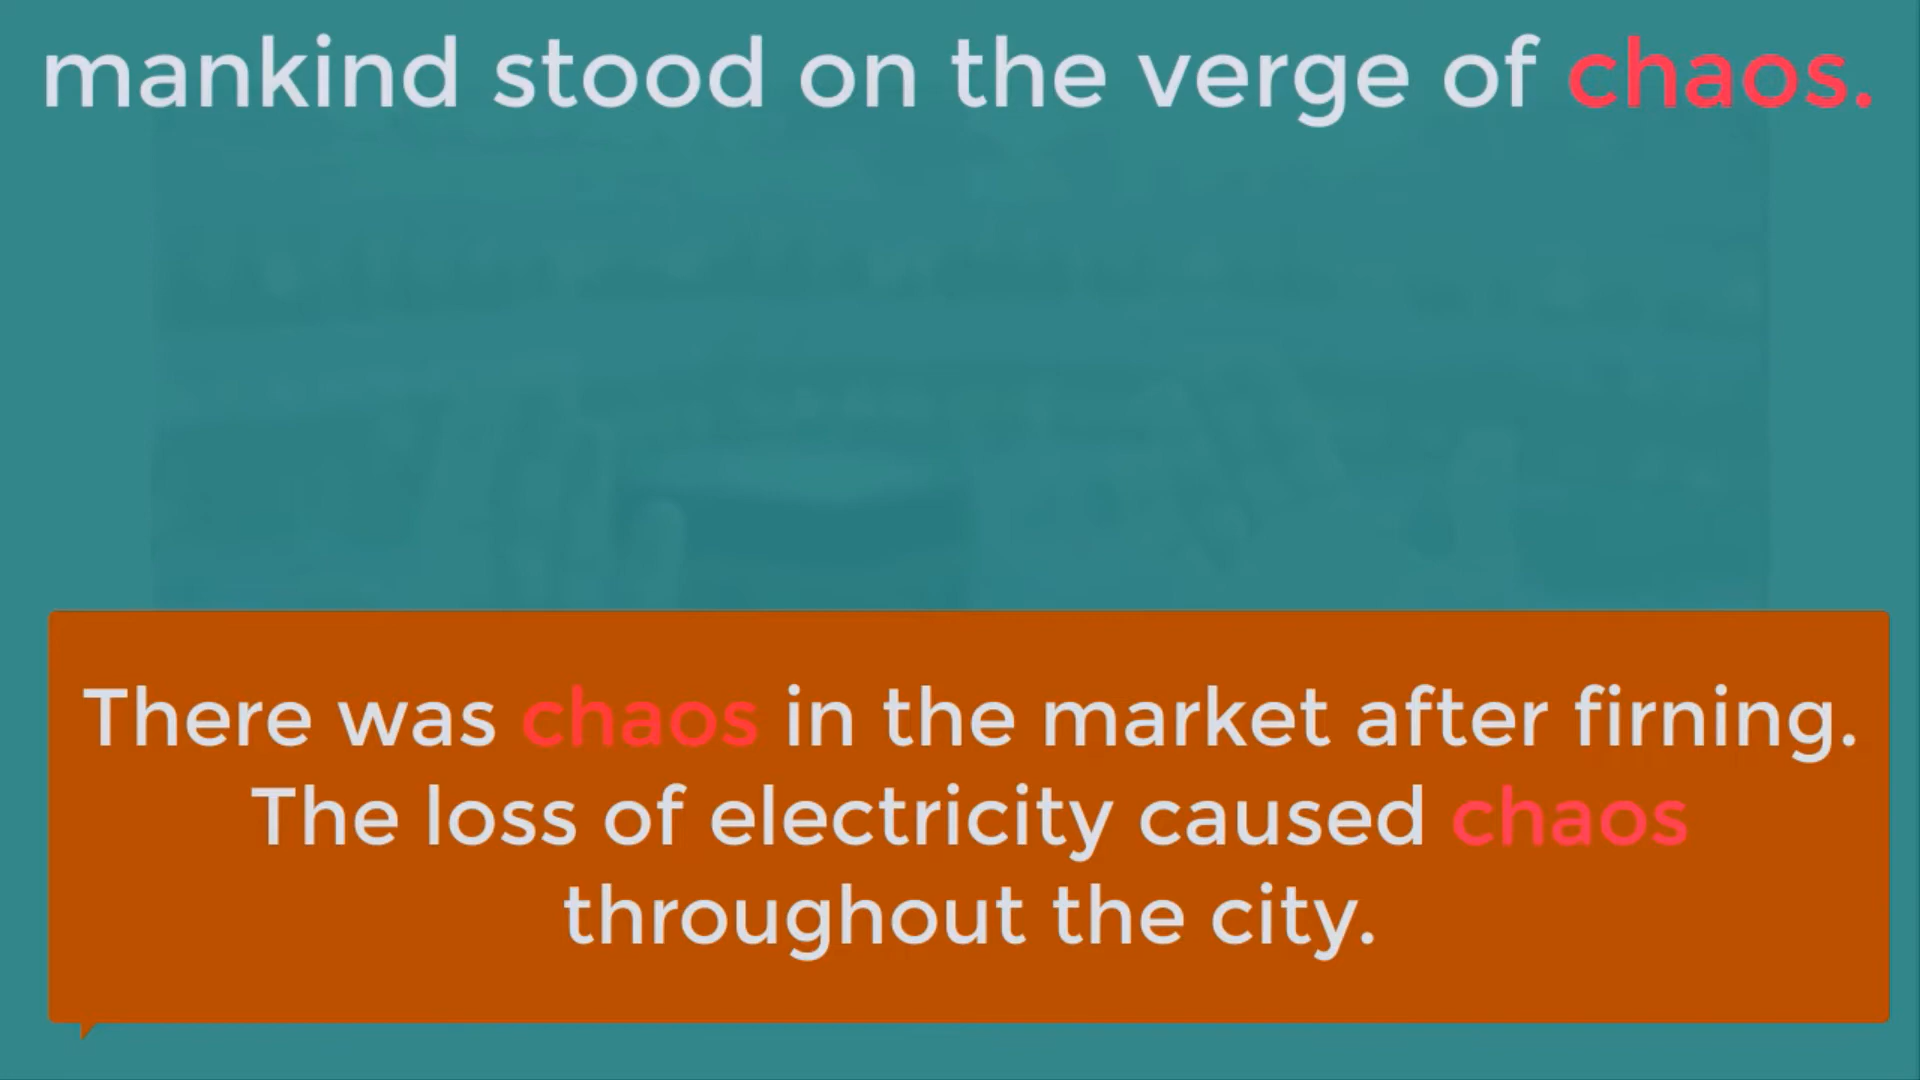 mankind stood on the verge of chaos.
There was chaos in the market after firning.
The loss of electricity caused chaos
throughout the city.